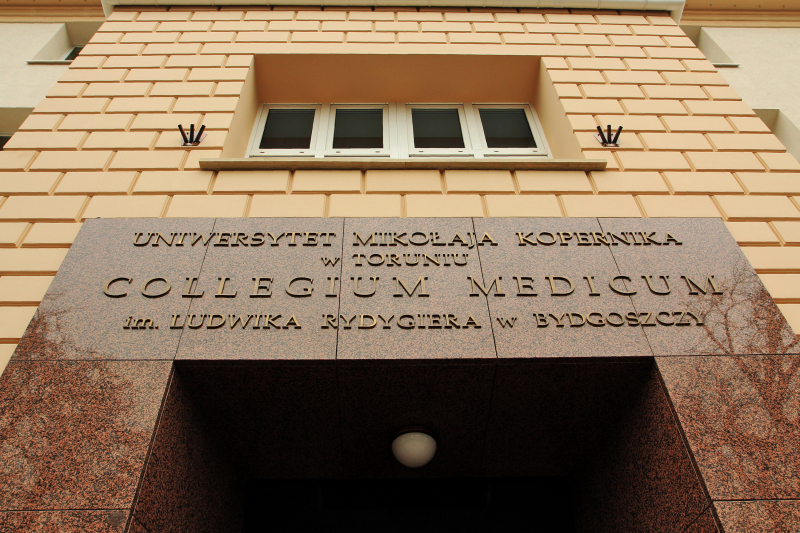 UNIWERSYTET MIKOŁAJA KOPERNIKA
w TORUNIU
COLLEGIUM MEDICUM
im. LUDWIKA RYDYGIERA w BYDGOSZCZY